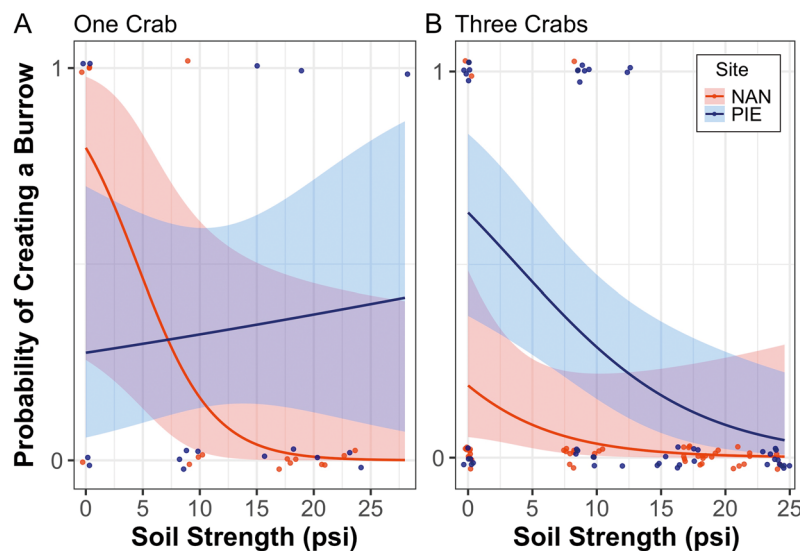 A One Crab
B Three Crabs
Probability of Creating a Burrow
1
0
0 5 10 15 20 25
Soil Strength (psi)
1
0
0 5 10 15 20 25
Soil Strength (psi)
Site
NAN
PIE